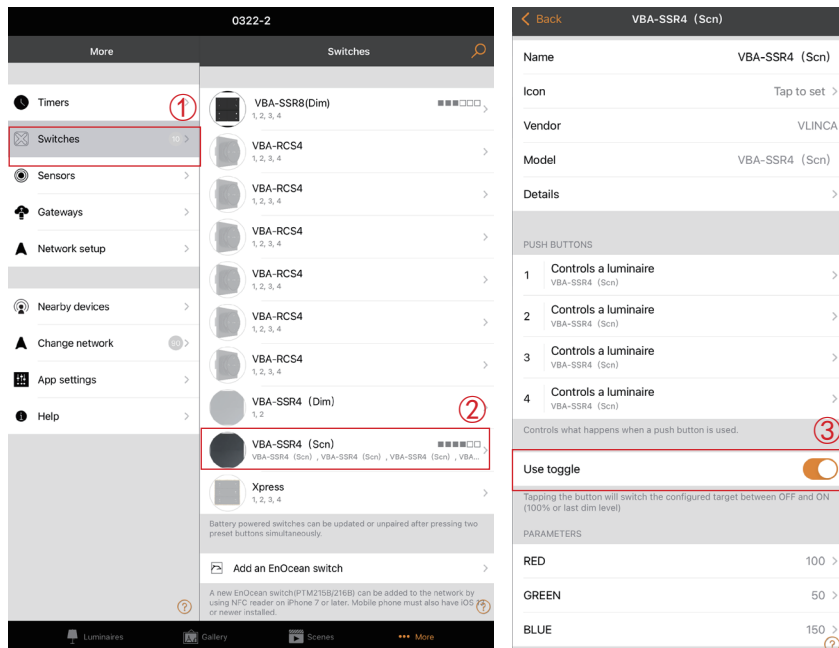 0322-2
More
Timers
①
Switches
10
Sensors
Gateways
Network setup
Nearby devices
Change network
App settings
Help
Switches
VBA-SSR8(Dim)
1, 2, 3, 4
VBA-RCS4
1, 2, 3, 4
VBA-RCS4
1, 2, 3, 4
VBA-RCS4
1, 2, 3, 4
VBA-RCS4
1, 2, 3, 4
VBA-RCS4
1, 2, 3, 4
VBA-RCS4
1, 2, 3, 4
VBA-SSR4 (Dim)
1, 2
②
VBA-SSR4 (Scn)
VBA-SSR4 (Scn) , VBA-SSR4 (Scn) , VBA-SSR4 (Scn) , VBA...
Xpress
1, 2, 3, 4
Battery powered switches can be updated or unpaired after pressing two
preset buttons simultaneously.
Add an EnOcean switch
A new EnOcean switch(PTM215B/216B) can be added to the network by
using NFC reader on iPhone 7 or later. Mobile phone must also have iOS
or newer installed.
?
?
Luminaires
Gallery
Scenes
More
Back
VBA-SSR4 (Scn)
Name
VBA-SSR4 (Scn)
Icon
Tap to set
Vendor
VLINCA
Model
VBA-SSR4 (Scn)
Details
PUSH BUTTONS
1
Controls a luminaire
VBA-SSR4 (Scn)
2
Controls a luminaire
VBA-SSR4 (Scn)
3
Controls a luminaire
VBA-SSR4 (Scn)
4
Controls a luminaire
VBA-SSR4 (Scn)
Controls what happens when a push button is used.
③
Use toggle
Tapping the button will switch the configured target between OFF and ON
(100% or last dim level)
PARAMETERS
RED
100
GREEN
50
BLUE
150
?